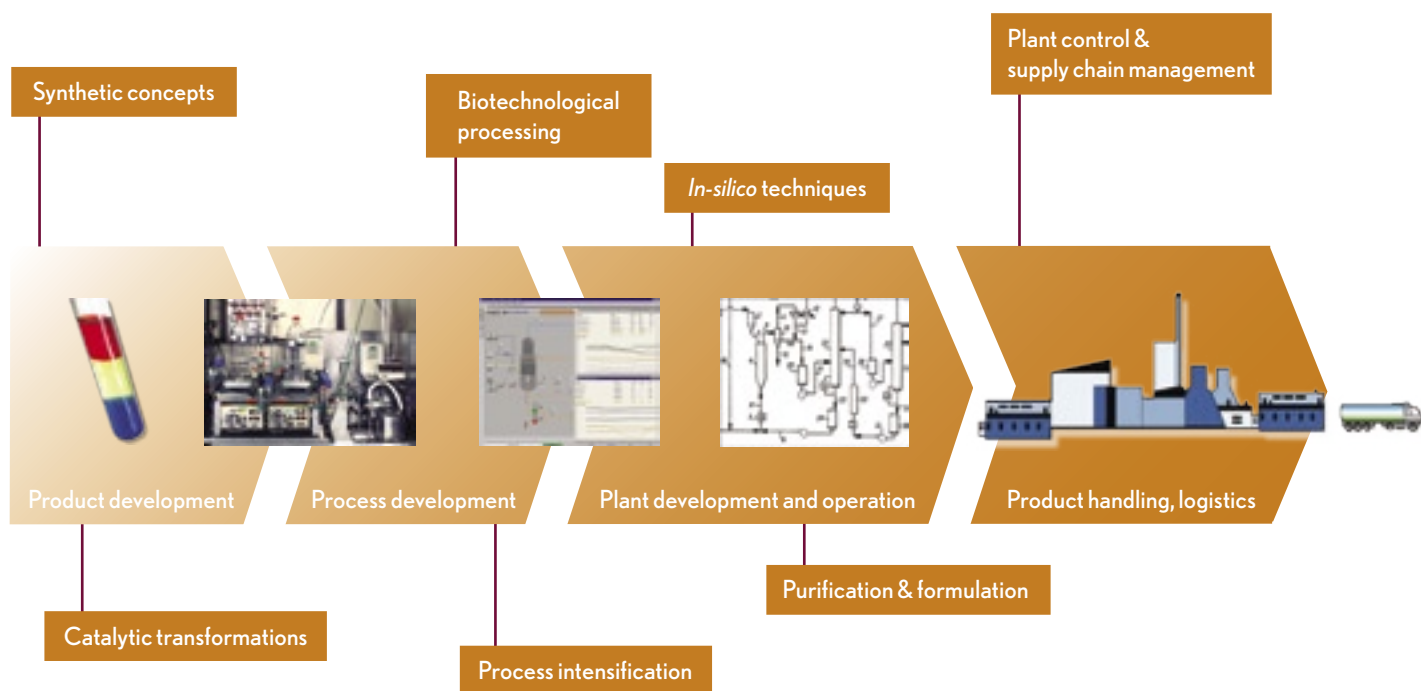 Plant control &
supply chain management
Synthetic concepts
Biotechnological
processing
In-silico techniques
Product development
Process development
Plant development and operation
Product handling, logistics
Purification & formulation
Catalytic transformations
Process intensification